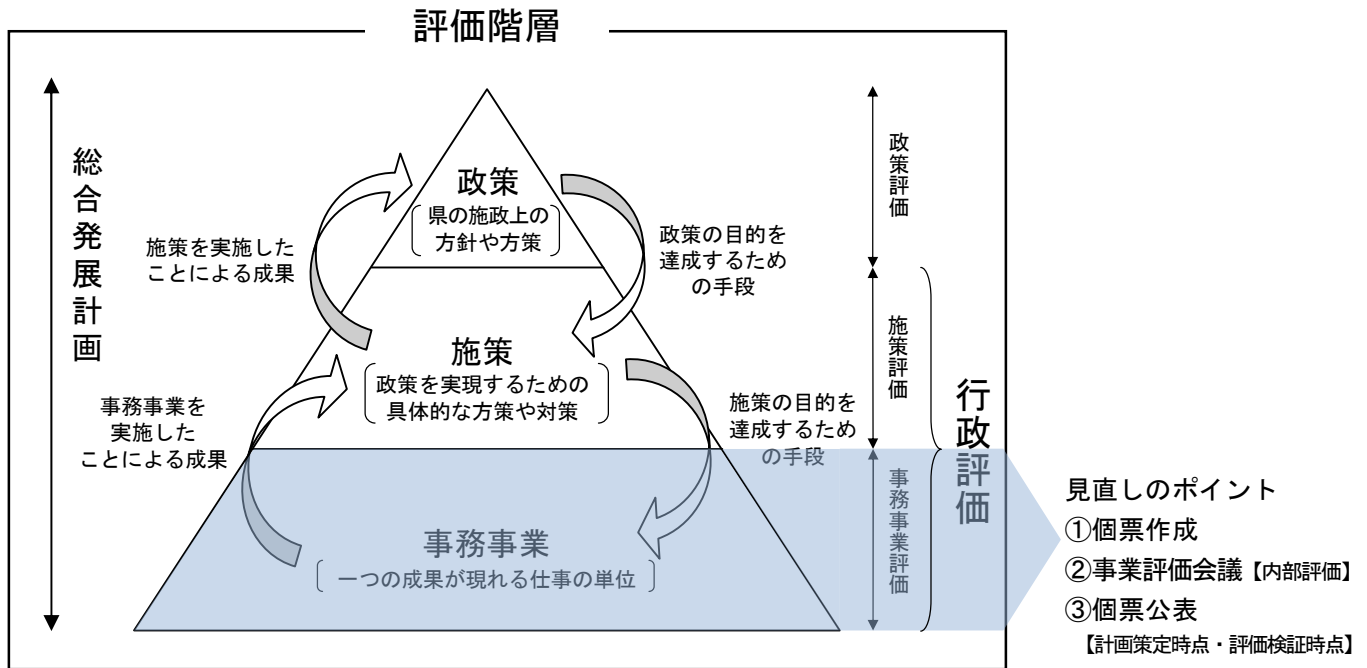 評価階層
総合発展計画
政策
県の施政上の
方針や方策
施策を実施した
ことによる成果
政策の目的を
達成するため
の手段
施策
政策を実現するための
具体的な方策や対策
事務事業を
実施した
ことによる成果
施策の目的を
達成するため
の手段
事務事業
一つの成果が現れる仕事の単位
政策評価
施策評価
事務事業評価
行政評価
見直しのポイント
①個票作成
②事業評価会議【内部評価】
③個票公表
【計画策定時点・評価検証時点】